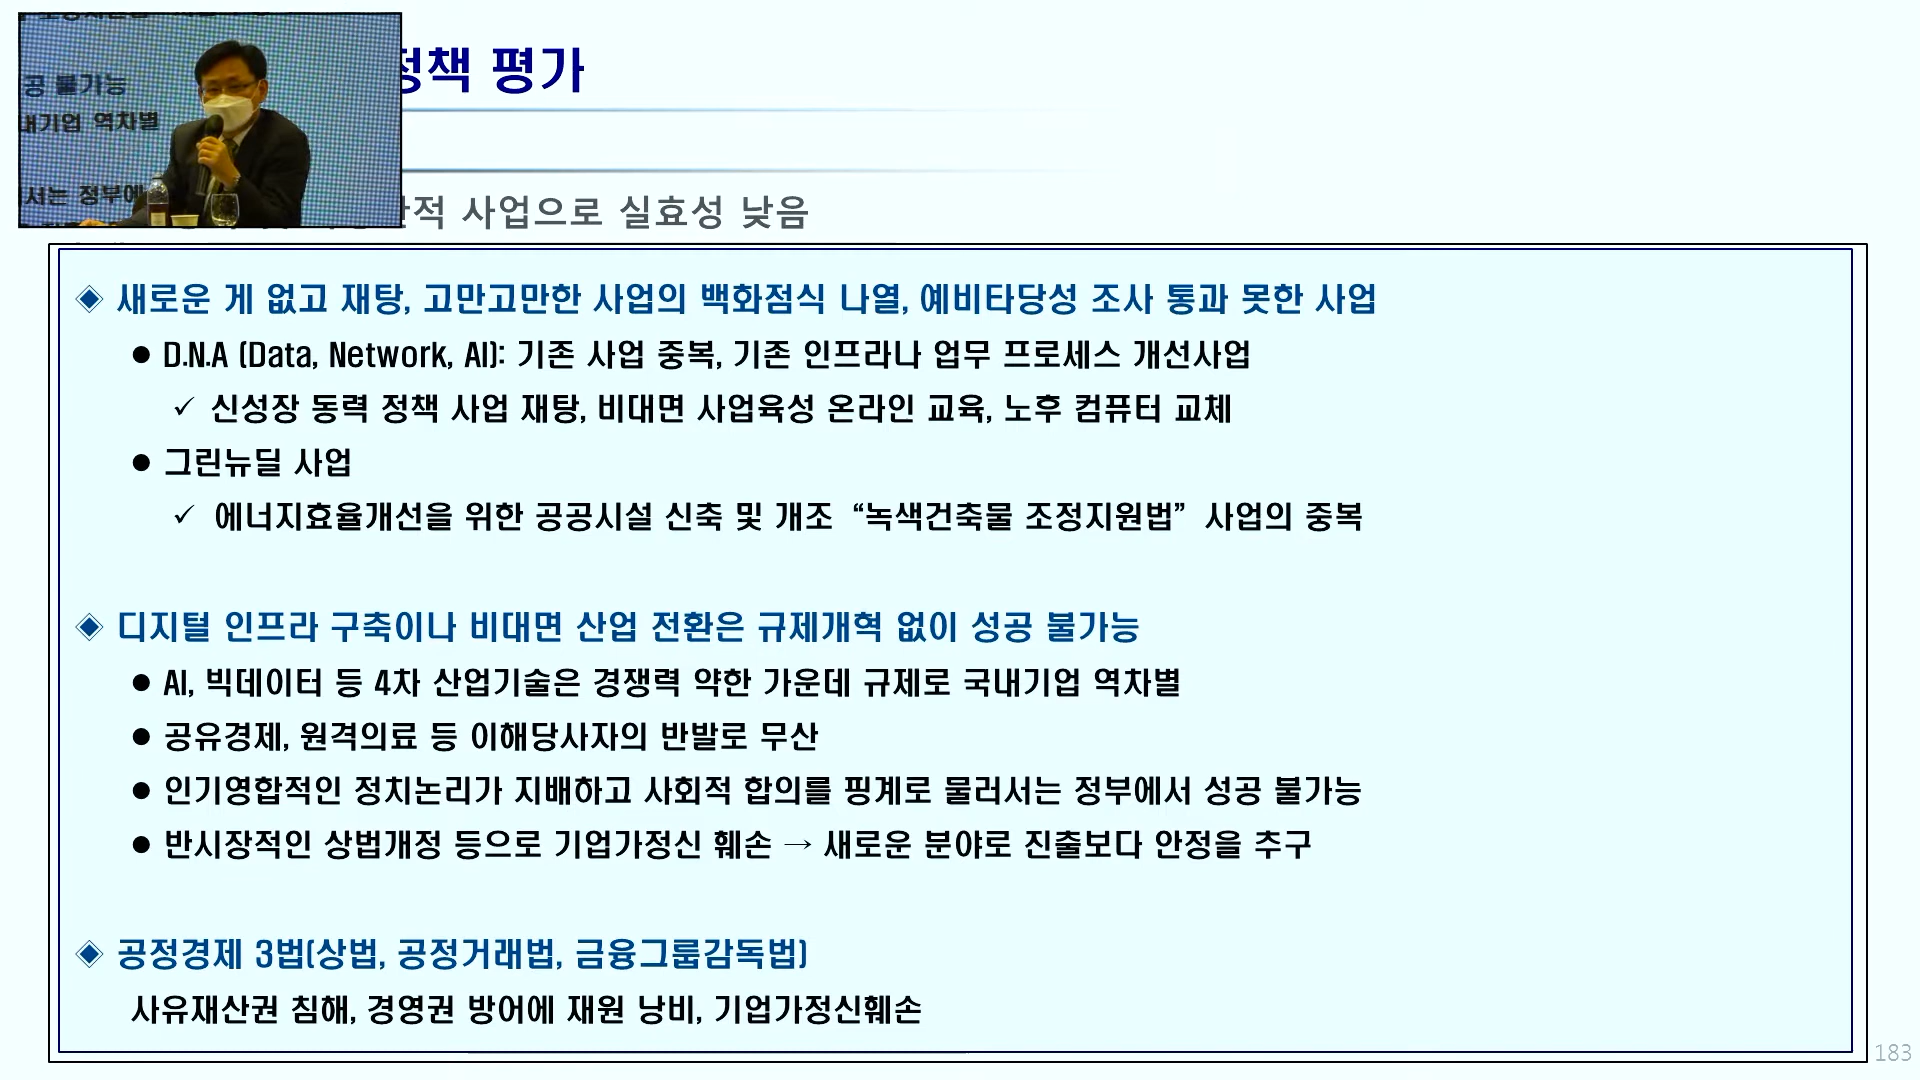 정책 평가
공 불가능
내기업 역차별
서는 정부에
적 사업으로 실효성 낮음
◈ 새로운 게 없고 재탕, 고만고만한 사업의 백화점식 나열, 예비타당성 조사 통과 못한 사업
● D.N.A (Data, Network, AI): 기존 사업 중복, 기존 인프라나 업무 프로세스 개선사업
✓ 신성장 동력 정책 사업 재탕, 비대면 사업육성 온라인 교육, 노후 컴퓨터 교체
● 그린뉴딜 사업
✓ 에너지효율개선을 위한 공공시설 신축 및 개조 “녹색건축물 조정지원법” 사업의 중복
◈ 디지털 인프라 구축이나 비대면 산업 전환은 규제개혁 없이 성공 불가능
● AI, 빅데이터 등 4차 산업기술은 경쟁력 약한 가운데 규제로 국내기업 역차별
● 공유경제, 원격의료 등 이해당사자의 반발로 무산
● 인기영합적인 정치논리가 지배하고 사회적 합의를 핑계로 물러서는 정부에서 성공 불가능
● 반시장적인 상법개정 등으로 기업가정신 훼손 → 새로운 분야로 진출보다 안정을 추구
◈ 공정경제 3법(상법, 공정거래법, 금융그룹감독법)
사유재산권 침해, 경영권 방어에 재원 낭비, 기업가정신훼손
183